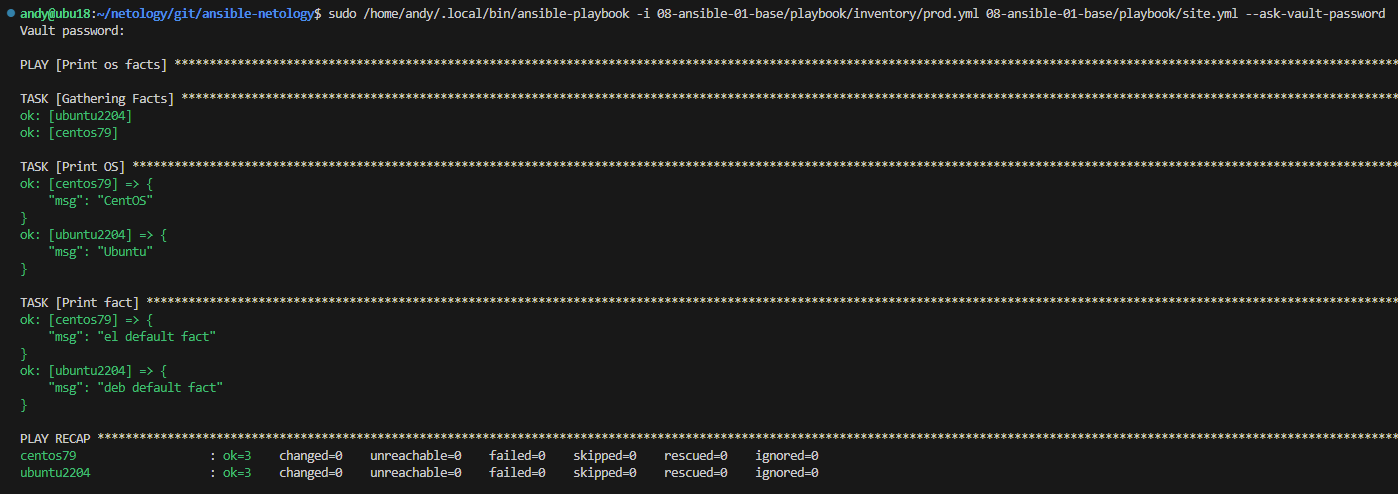 andy@ubu18:~/netology/git/ansible-netology$ sudo /home/andy/.local/bin/ansible-playbook -i 08-ansible-01-base/playbook/inventory/prod.yml 08-ansible-01-base/playbook/site.yml --ask-vault-password
Vault password:
PLAY [Print os facts] ****************************************************************************************************************************************************************************
TASK [Gathering Facts] ***************************************************************************************************************************************************************************
ok: [ubuntu2204]
ok: [centos79]
TASK [Print OS] **********************************************************************************************************************************************************************************
ok: [centos79] => {
    "msg": "CentOS"
}
ok: [ubuntu2204] => {
    "msg": "Ubuntu"
}
TASK [Print fact] ********************************************************************************************************************************************************************************
ok: [centos79] => {
    "msg": "el default fact"
}
ok: [ubuntu2204] => {
    "msg": "deb default fact"
}
PLAY RECAP ***************************************************************************************************************************************************************************************
centos79                   : ok=3    changed=0    unreachable=0    failed=0    skipped=0    rescued=0    ignored=0
ubuntu2204                 : ok=3    changed=0    unreachable=0    failed=0    skipped=0    rescued=0    ignored=0